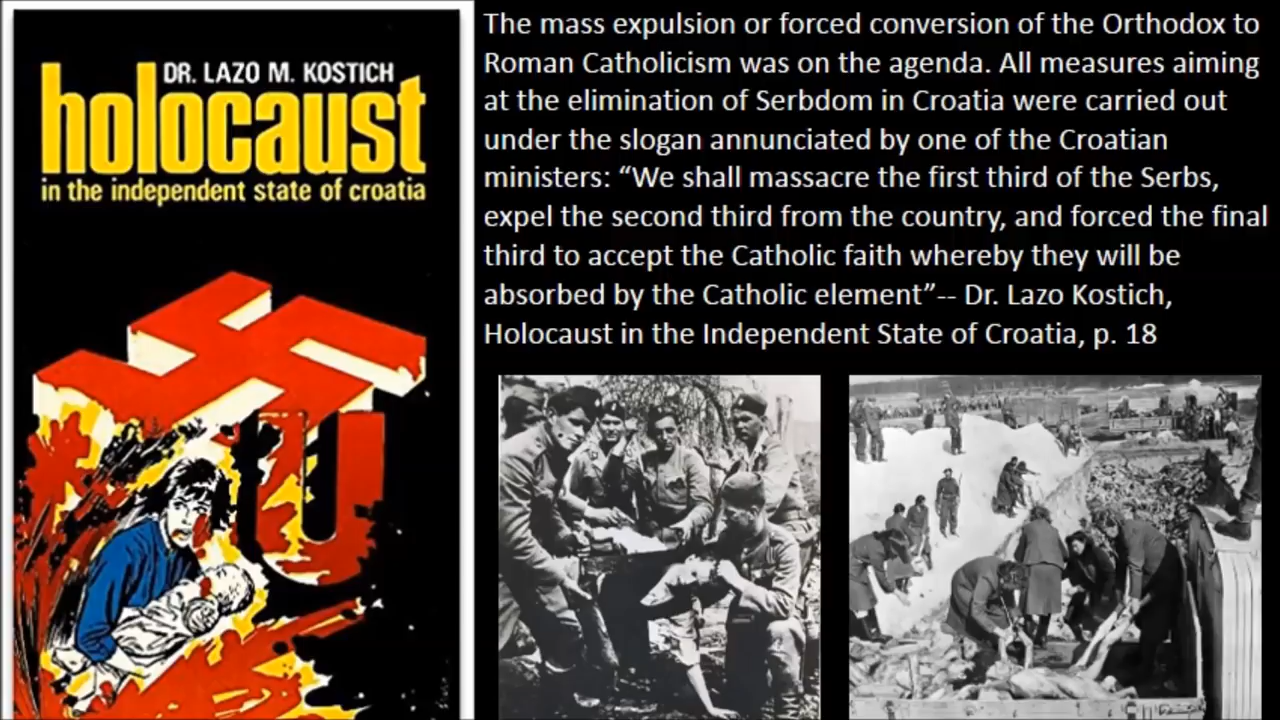 DR. LAZO M. KOSTICH
holocaust
in the independent state of croatia
The mass expulsion or forced conversion of the Orthodox to
Roman Catholicism was on the agenda. All measures aiming
at the elimination of Serbdom in Croatia were carried out
under the slogan annunciated by one of the Croatian
ministers: “We shall massacre the first third of the Serbs,
expel the second third from the country, and forced the final
third to accept the Catholic faith whereby they will be
absorbed by the Catholic element”-- Dr. Lazo Kostich,
Holocaust in the Independent State of Croatia, p. 18
U